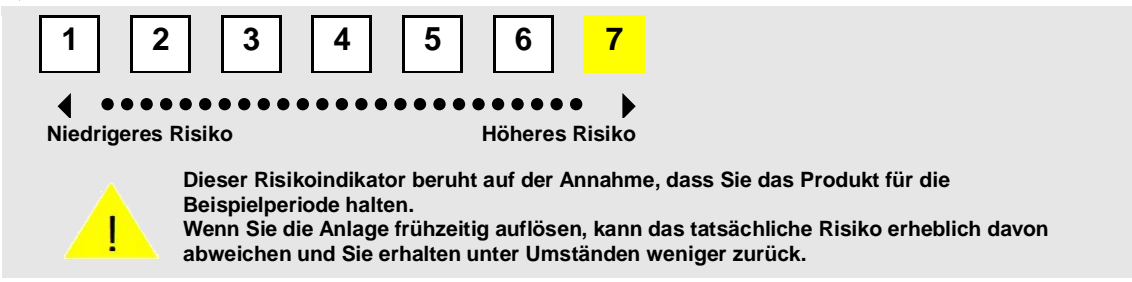 1 2 3 4 5 6 7
Niedrigeres Risiko Höheres Risiko
Dieser Risikoindikator beruht auf der Annahme, dass Sie das Produkt für die
Beispielperiode halten.
! Wenn Sie die Anlage frühzeitig auflösen, kann das tatsächliche Risiko erheblich davon
abweichen und Sie erhalten unter Umständen weniger zurück.